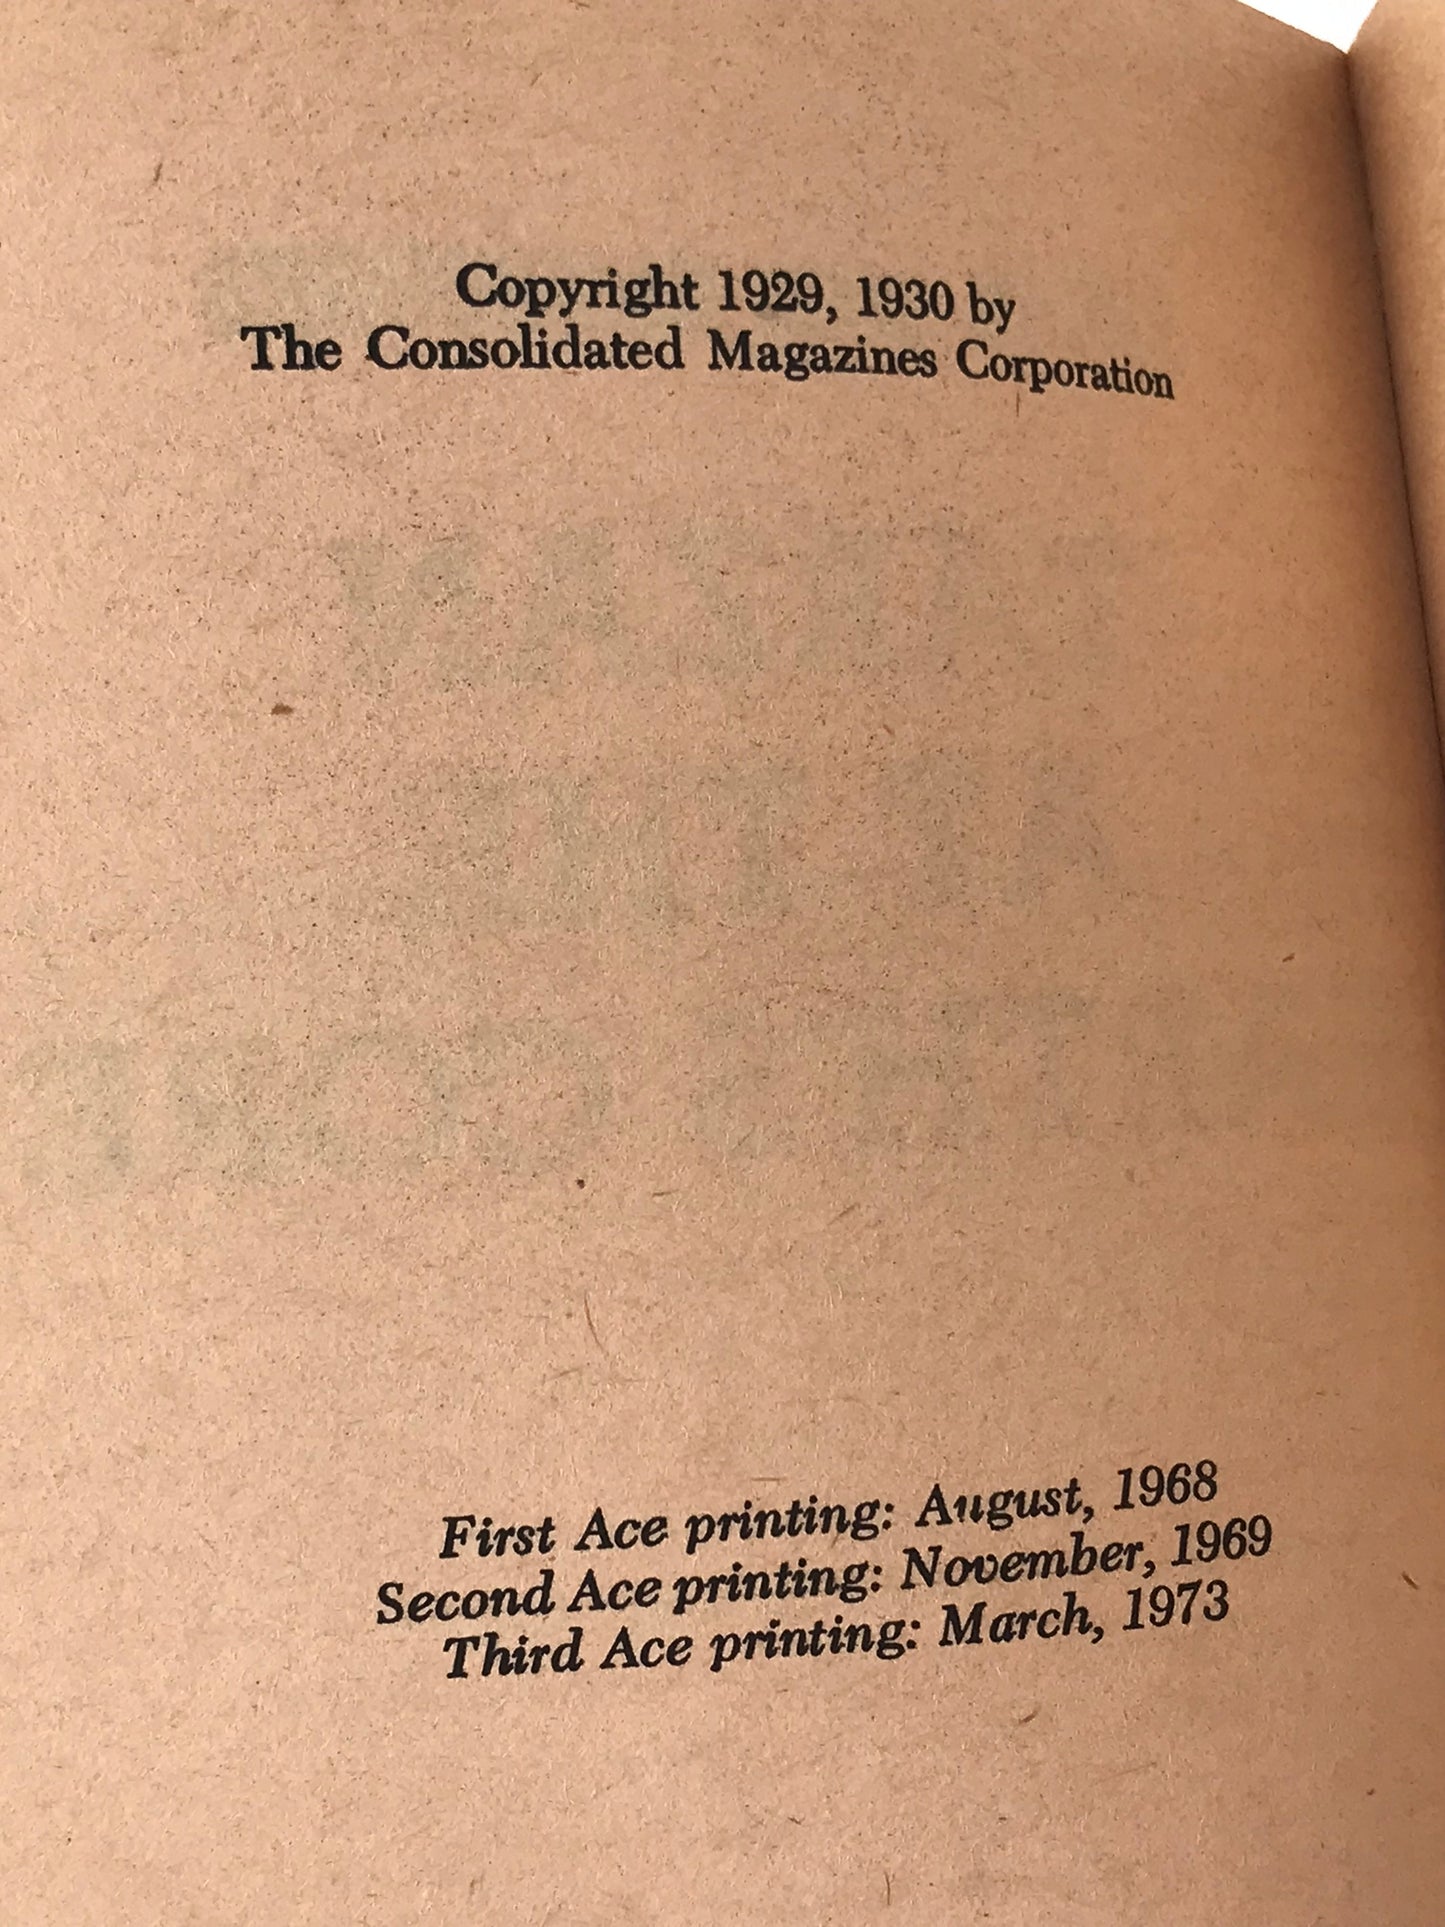 Copyright 1929, 1930 by
The Consolidated Magazines Corporation
First Ace printing: August, 1968
Second Ace printing: November, 1969
Third Ace printing: March, 1973